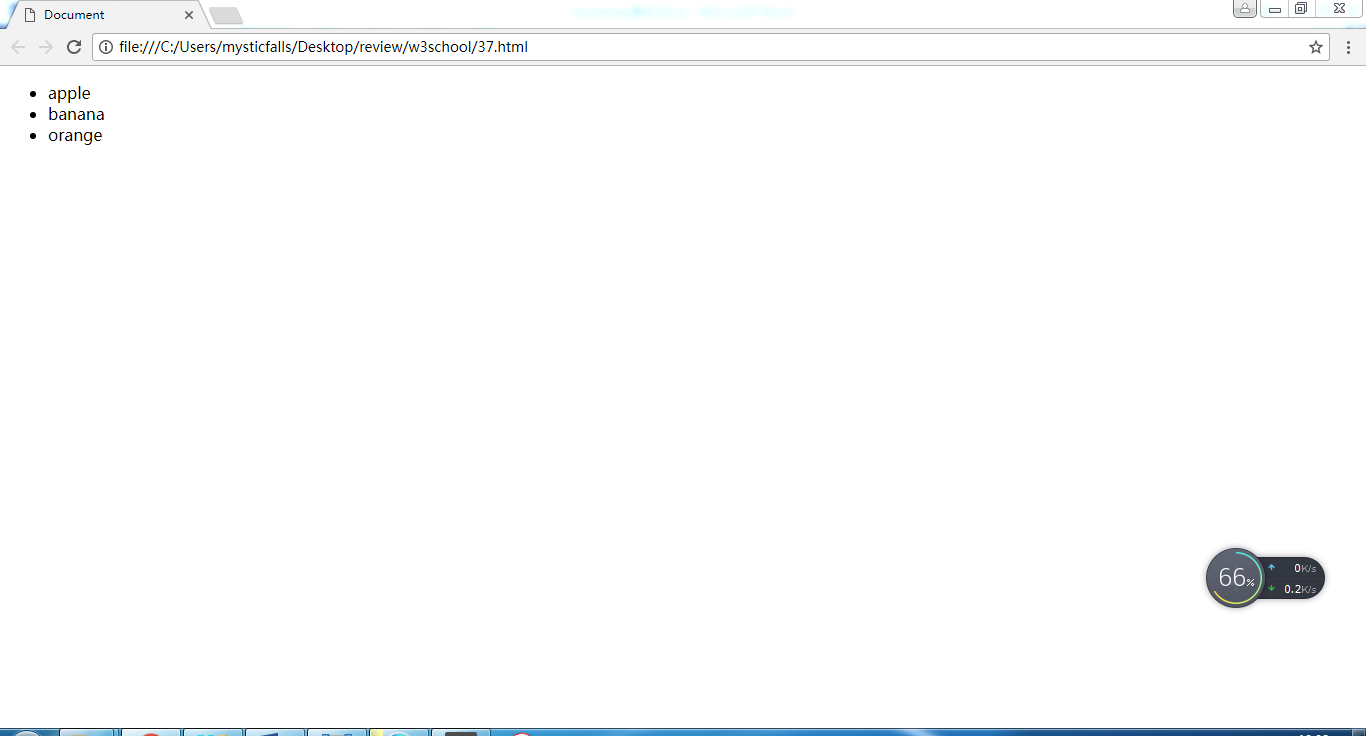 Document
file:///C:/Users/mysticfalls/Desktop/review/w3school/37.html
apple
banana
orange
66%
0K/s
0.2K/s